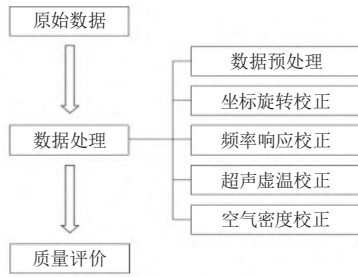 原始数据
数据预处理
坐标旋转校正
数据处理
频率响应校正
超声虚温校正
空气密度校正
质量评价